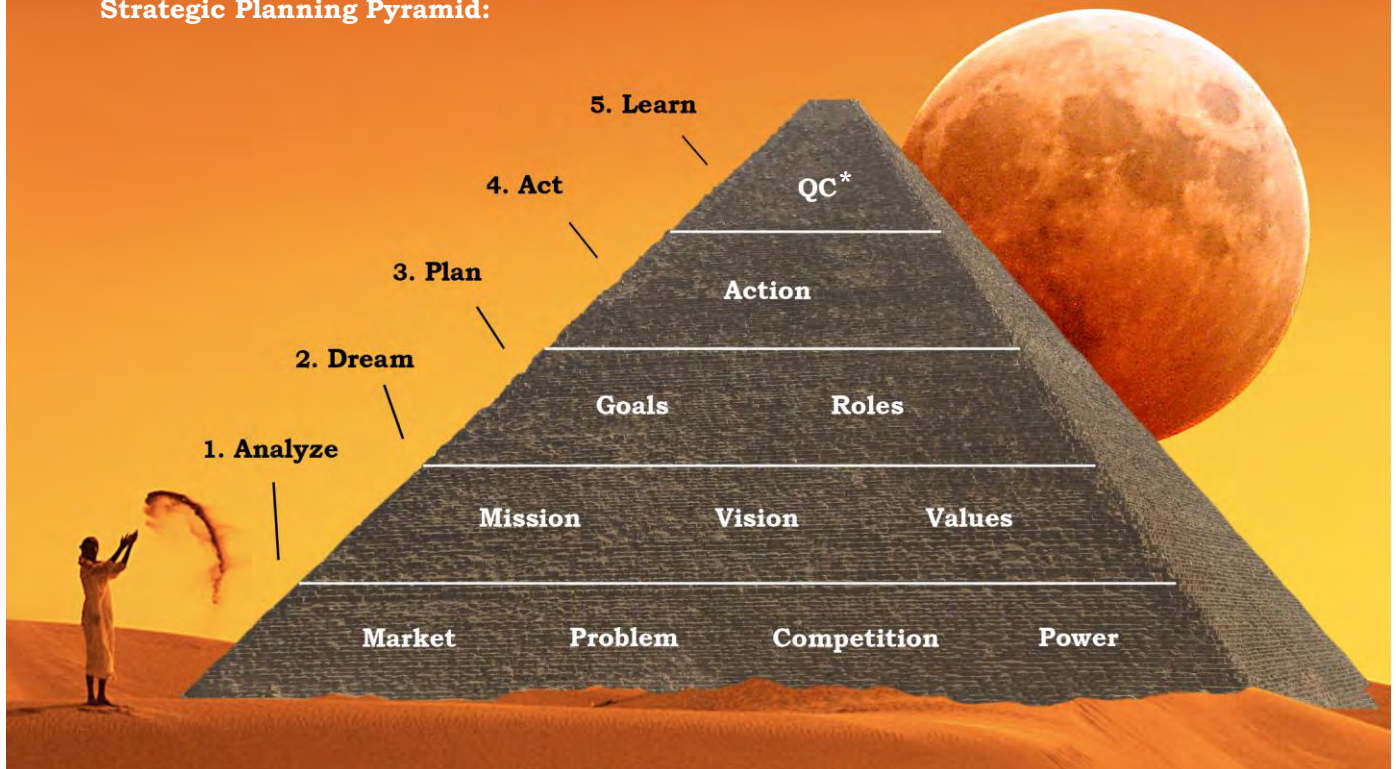 Strategic Planning Pyramid:
5. Learn
QC*
4. Act
Action
3. Plan
Goals Roles
2. Dream
Mission Vision Values
1. Analyze
Market Problem Competition Power